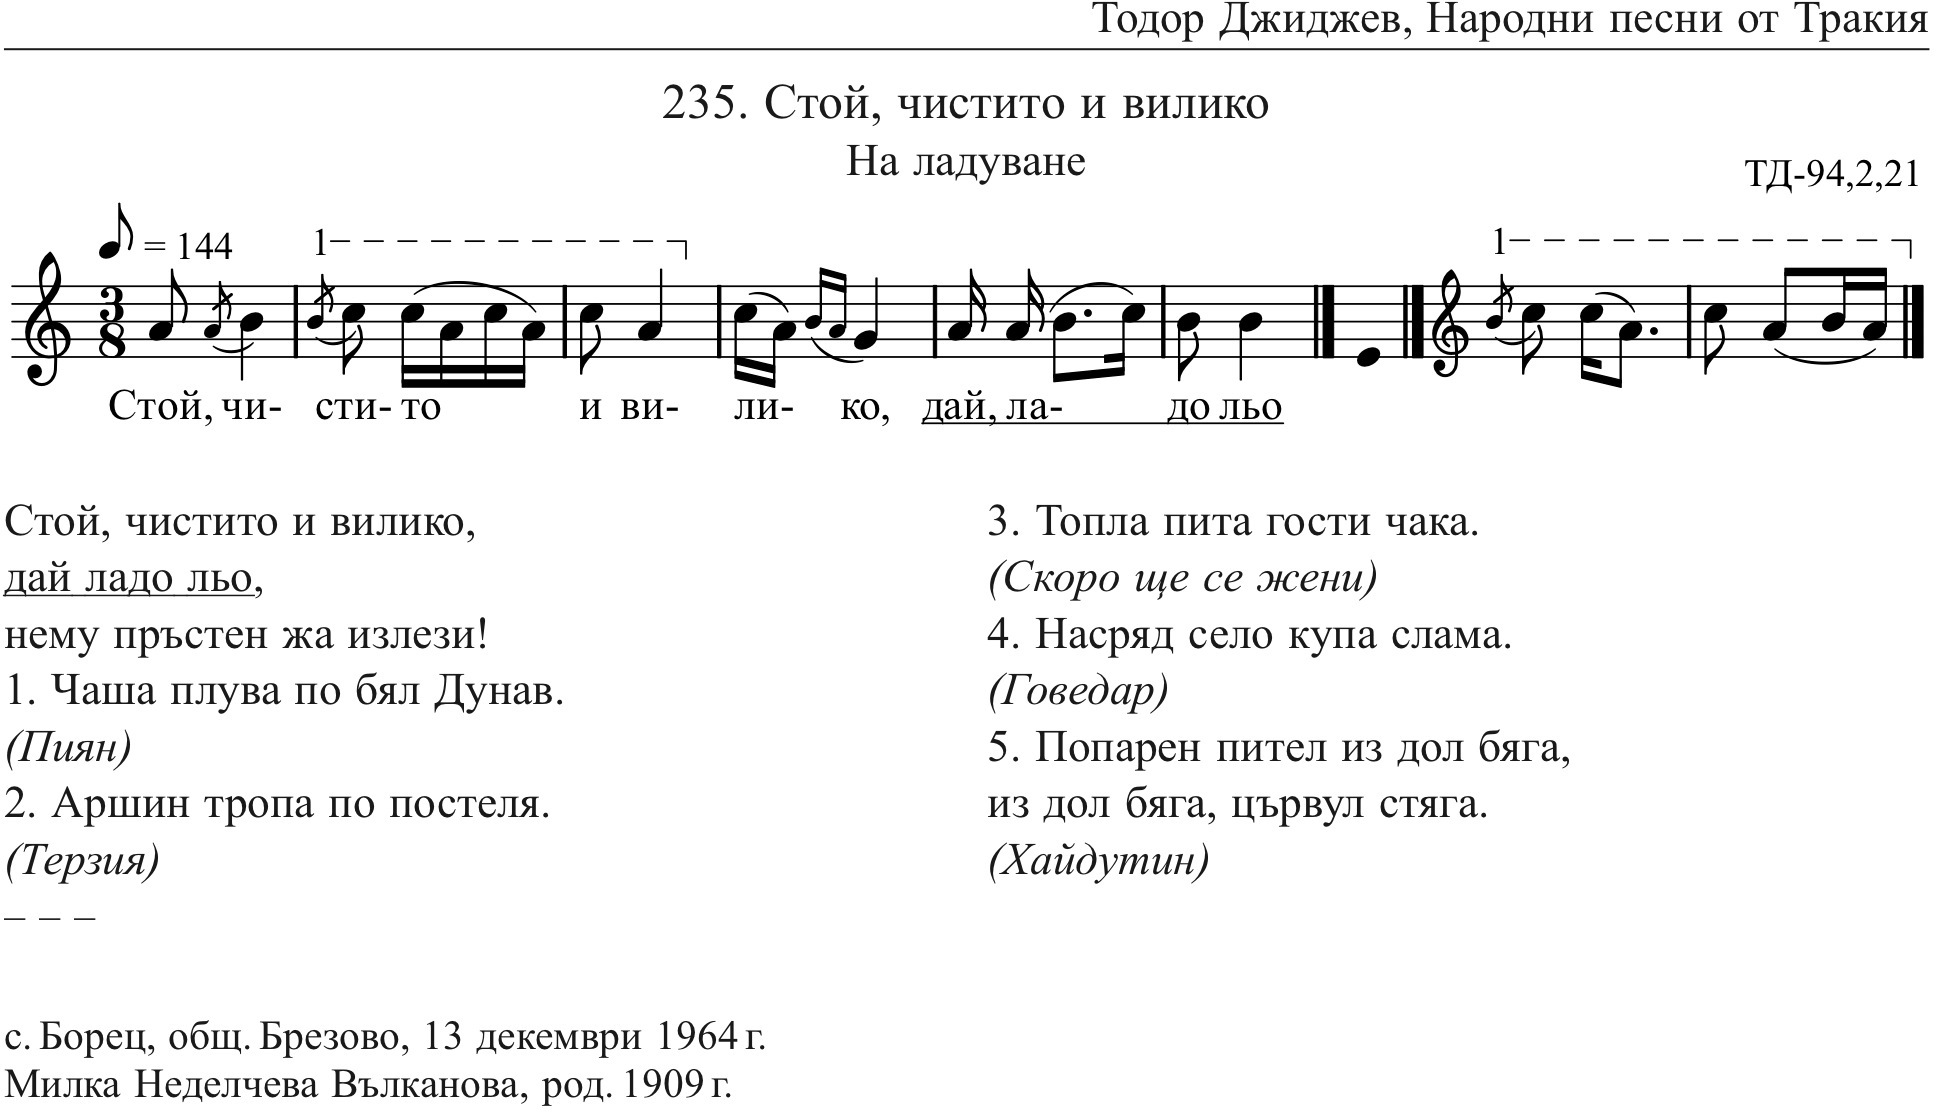 Тодор Джиджев, Народни песни от Тракия
235. Стой, чистито и вилико
На ладуване
ТД-94,2,21
= 144
1
1
3
8
Стой, чи- сти- то и ви- ли- ко, дай, ла- до льо
Стой, чистито и вилико,
дай ладо льо,
нему пръстен жа излези!
1. Чаша плува по бял Дунав.
(Пиян)
2. Аршин тропа по постеля.
(Терзия)
– – –
3. Топла пита гости чака.
(Скоро ще се жени)
4. Насряд село купа слама.
(Говедар)
5. Попарен пител из дол бяга,
из дол бяга, цървул стяга.
(Хайдутин)
с. Борец, общ. Брезово, 13 декември 1964 г.
Милка Неделчева Вълканова, род. 1909 г.